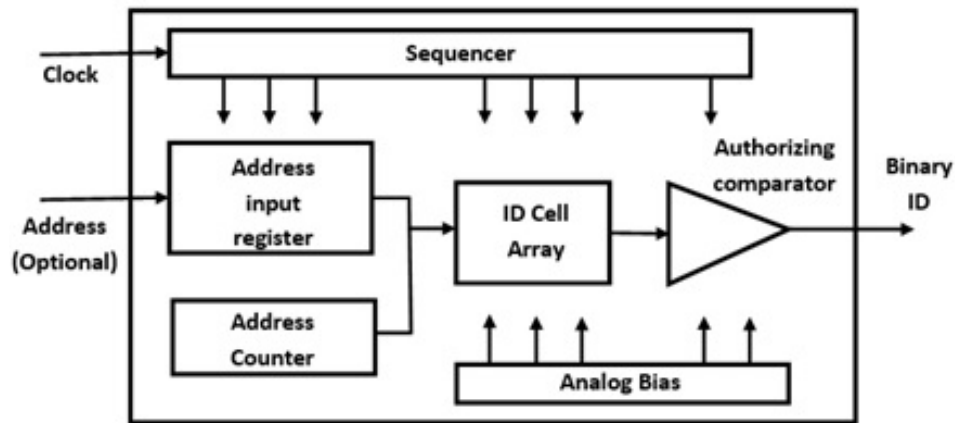 Sequencer
Clock
Address
input
register
Authorizing
comparator
Binary
ID
Address
(Optional)
ID Cell
Array
Address
Counter
Analog Bias